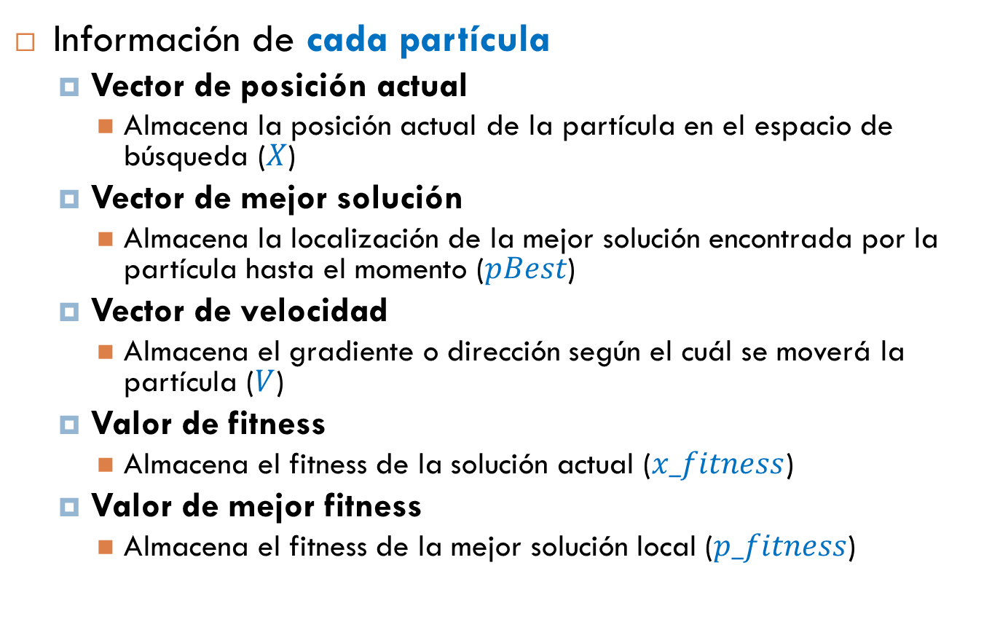 Información de cada partícula
Vector de posición actual
Almacena la posición actual de la partícula en el espacio de
búsqueda (X)
Vector de mejor solución
Almacena la localización de la mejor solución encontrada por la
partícula hasta el momento (pBest)
Vector de velocidad
Almacena el gradiente o dirección según el cuál se moverá la
partícula (V)
Valor de fitness
Almacena el fitness de la solución actual (x_fitness)
Valor de mejor fitness
Almacena el fitness de la mejor solución local (p_fitness)